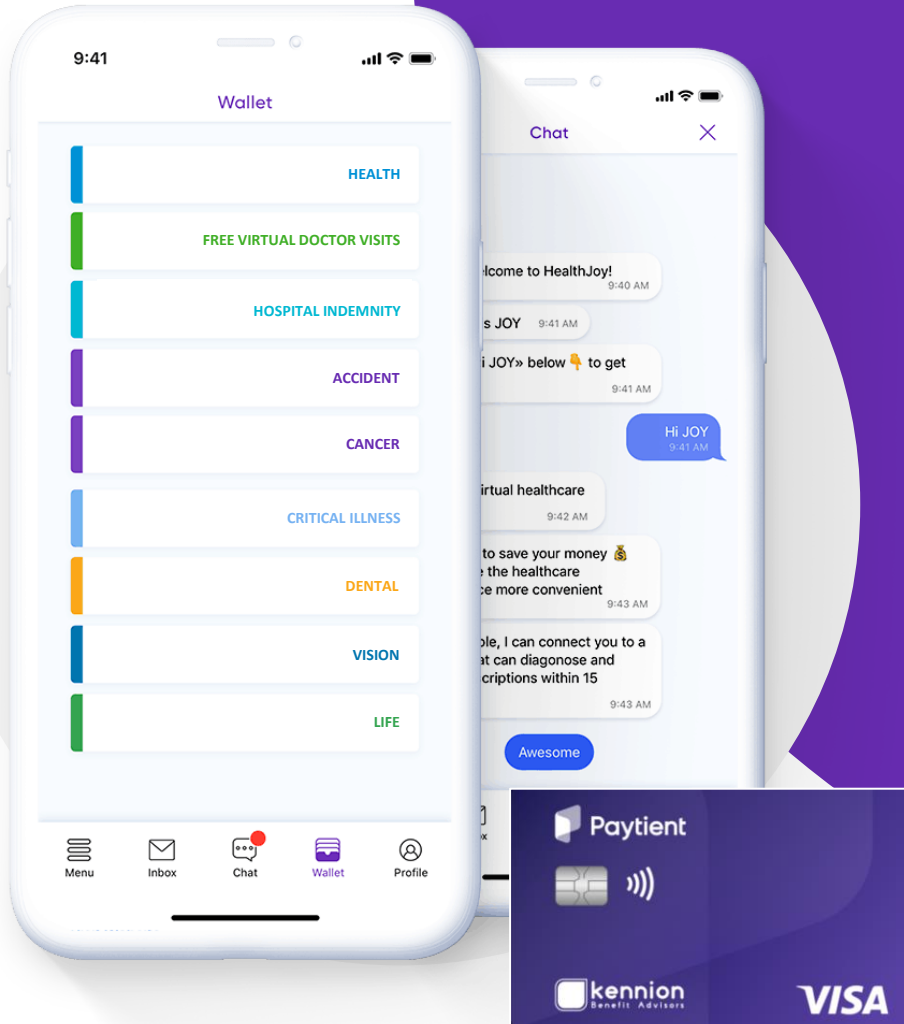 9:41
Wallet
HEALTH
FREE VIRTUAL DOCTOR VISITS
HOSPITAL INDEMNITY
ACCIDENT
CANCER
CRITICAL ILLNESS
DENTAL
VISION
LIFE
Menu
Inbox
Chat
Wallet
Profile
Chat
lcome to HealthJoy!
9:40 AM
s JOY 9:41 AM
i JOY» below 👇 to get
9:41 AM
Hi JOY
9:41 AM
irtual healthcare
9:42 AM
to save your money 💰
e the healthcare
ce more convenient
9:43 AM
ple, I can connect you to a
at can diagonose and
criptions within 15
9:43 AM
Awesome
Paytient
kennion
Benefit Advisors
VISA